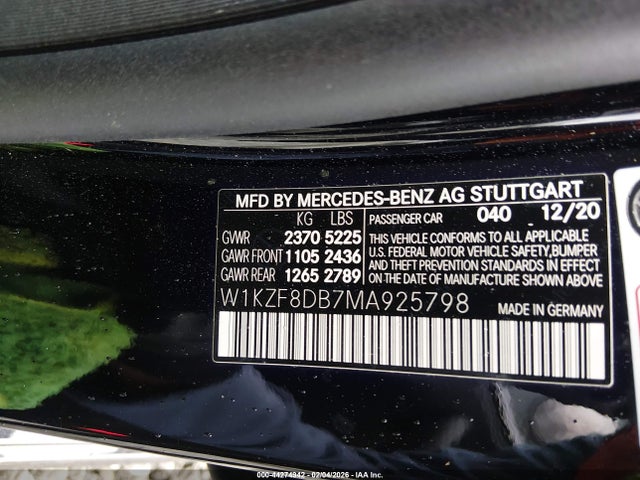 MFD BY MERCEDES-BENZ AG STUTTGART
KG LBS PASSENGER CAR 040 12/20
GVWR 2370 5225
GAWR FRONT 1105 2436
GAWR REAR 1265 2789
THIS VEHICLE CONFORMS TO ALL APPLICABLE
U.S. FEDERAL MOTOR VEHICLE SAFETY, BUMPER
AND THEFT PREVENTION STANDARDS IN EFFECT
ON THE DATE OF MANUFACTURE SHOWN ABOVE
W1KZF8DB7MA925798 MADE IN GERMANY
000-44274942 - 02/04/2026 - IAA Inc.